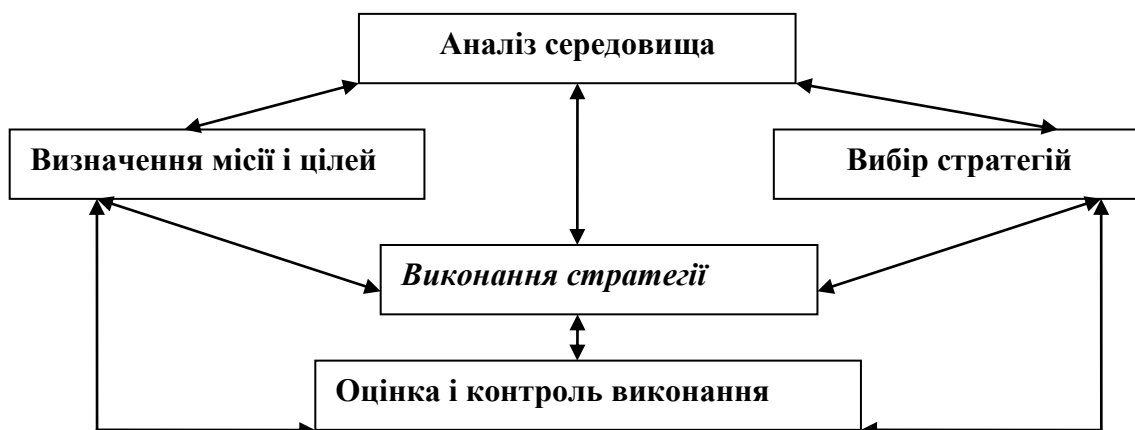 Аналіз середовища
Визначення місії і цілей
Вибір стратегій
Виконання стратегії
Оцінка і контроль виконання